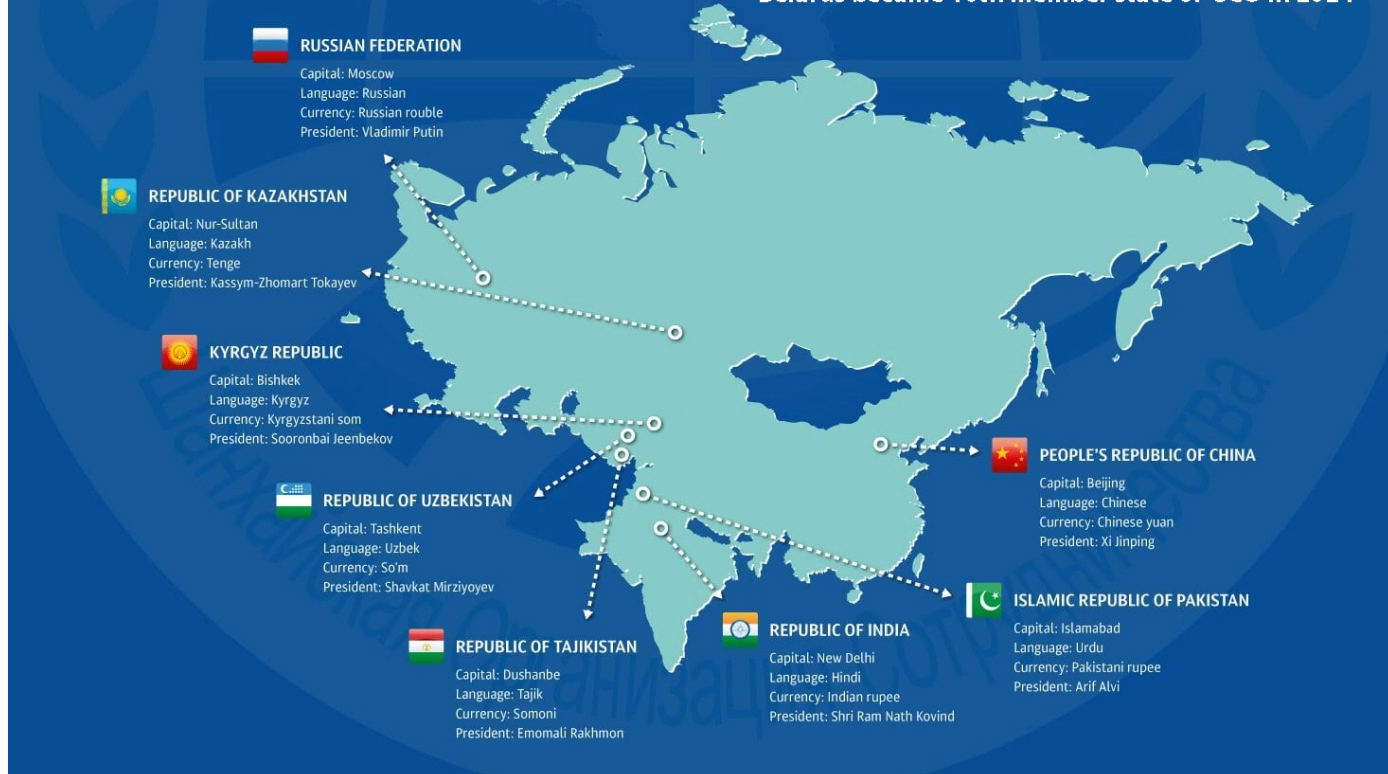 Belarus became 10th member state of SCO in 2024
RUSSIAN FEDERATION
Capital: Moscow
Language: Russian
Currency: Russian rouble
President: Vladimir Putin
REPUBLIC OF KAZAKHSTAN
Capital: Nur-Sultan
Language: Kazakh
Currency: Tenge
President: Kassym-Zhomart Tokayev
KYRGYZ REPUBLIC
Capital: Bishkek
Language: Kyrgyz
Currency: Kyrgyzstani som
President: Sooronbai Jeenbekov
PEOPLE'S REPUBLIC OF CHINA
Capital: Beijing
Language: Chinese
Currency: Chinese yuan
President: Xi Jinping
REPUBLIC OF UZBEKISTAN
Capital: Tashkent
Language: Uzbek
Currency: So'm
President: Shavkat Mirziyoyev
ISLAMIC REPUBLIC OF PAKISTAN
Capital: Islamabad
Language: Urdu
Currency: Pakistani rupee
President: Arif Alvi
REPUBLIC OF INDIA
Capital: New Delhi
Language: Hindi
Currency: Indian rupee
President: Shri Ram Nath Kovind
REPUBLIC OF TAJIKISTAN
Capital: Dushanbe
Language: Tajik
Currency: Somoni
President: Emomali Rakhmon
Шанхайская Организация Сотрудничества